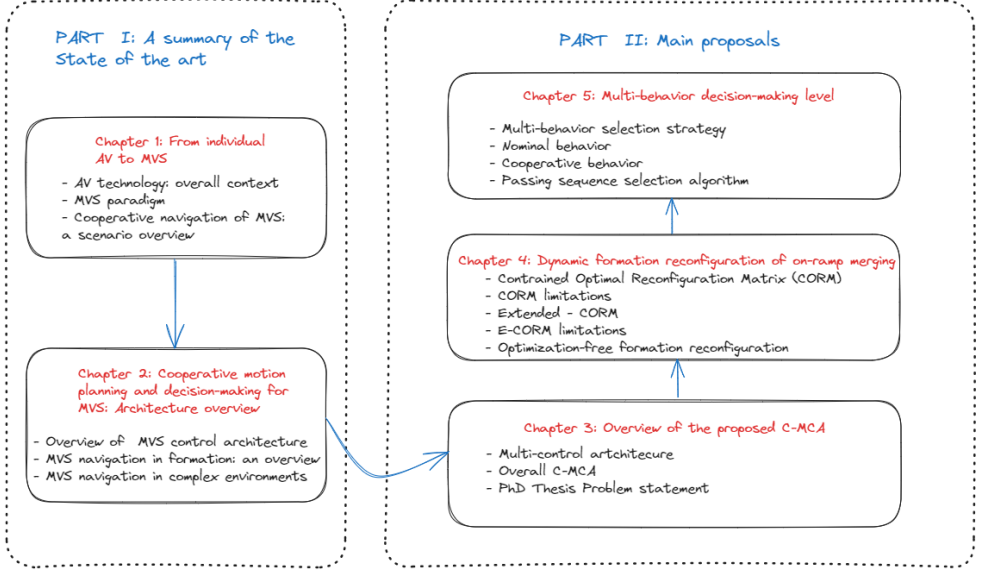 PART I: A summary of the
State of the art
Chapter 1: From individual
AV to MVS
- AV technology: overall context
- MVS paradigm
- Cooperative navigation of MVS:
a scenario overview
Chapter 2: Cooperative motion
planning and decision-making for
MVS: Architecture overview
- Overview of MVS control architecture
- MVS navigation in formation: an overview
- MVS navigation in complex environments
PART II: Main proposals
Chapter 5: Multi-behavior decision-making level
- Multi-behavior selection strategy
- Nominal behavior
- Cooperative behavior
- Passing sequence selection algorithm
Chapter 4: Dynamic formation reconfiguration of on-ramp merging
- Contrained Optimal Reconfiguration Matrix (CORM)
- CORM limitations
- Extended - CORM
- E-CORM limitations
- Optimization-free formation reconfiguration
Chapter 3: Overview of the proposed C-MCA
- Multi-control artchitecure
- Overall C-MCA
- PhD Thesis Problem statement